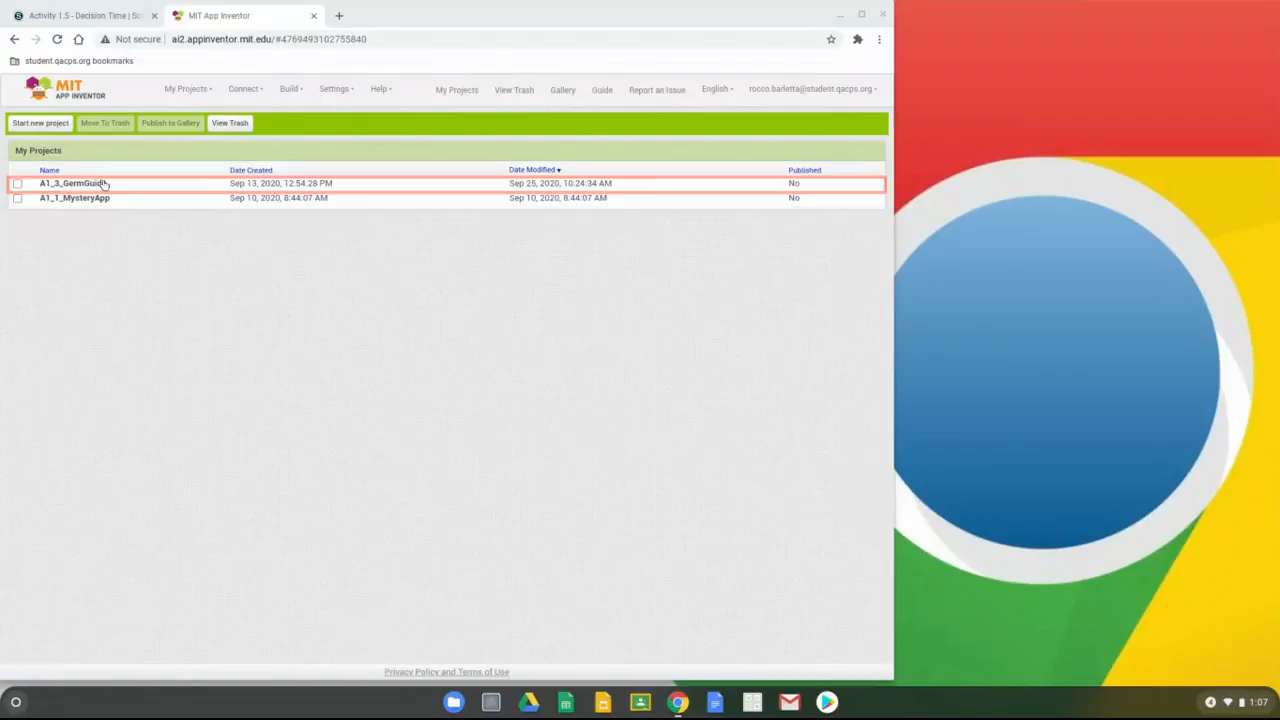 Activity 1.5 - Decision Time | Sc
MIT App Inventor
Not secure ai2.appinventor.mit.edu/#4769493102755840
student.qacps.org bookmarks
MIT
APP INVENTOR
My Projects Connect Build Settings Help My Projects View Trash Gallery Guide Report an Issue English rocco.barletta@student.qacps.org
Start new project Move To Trash Publish to Gallery View Trash
My Projects
Name Date Created Date Modified Published
Sep 13, 2020, 12:54:28 PM Sep 25, 2020, 10:24:34 AM No
A1_1_MysteryApp Sep 10, 2020, 8:44:07 AM Sep 10, 2020, 8:44:07 AM No
Privacy Policy and Terms of Use
4 1:07